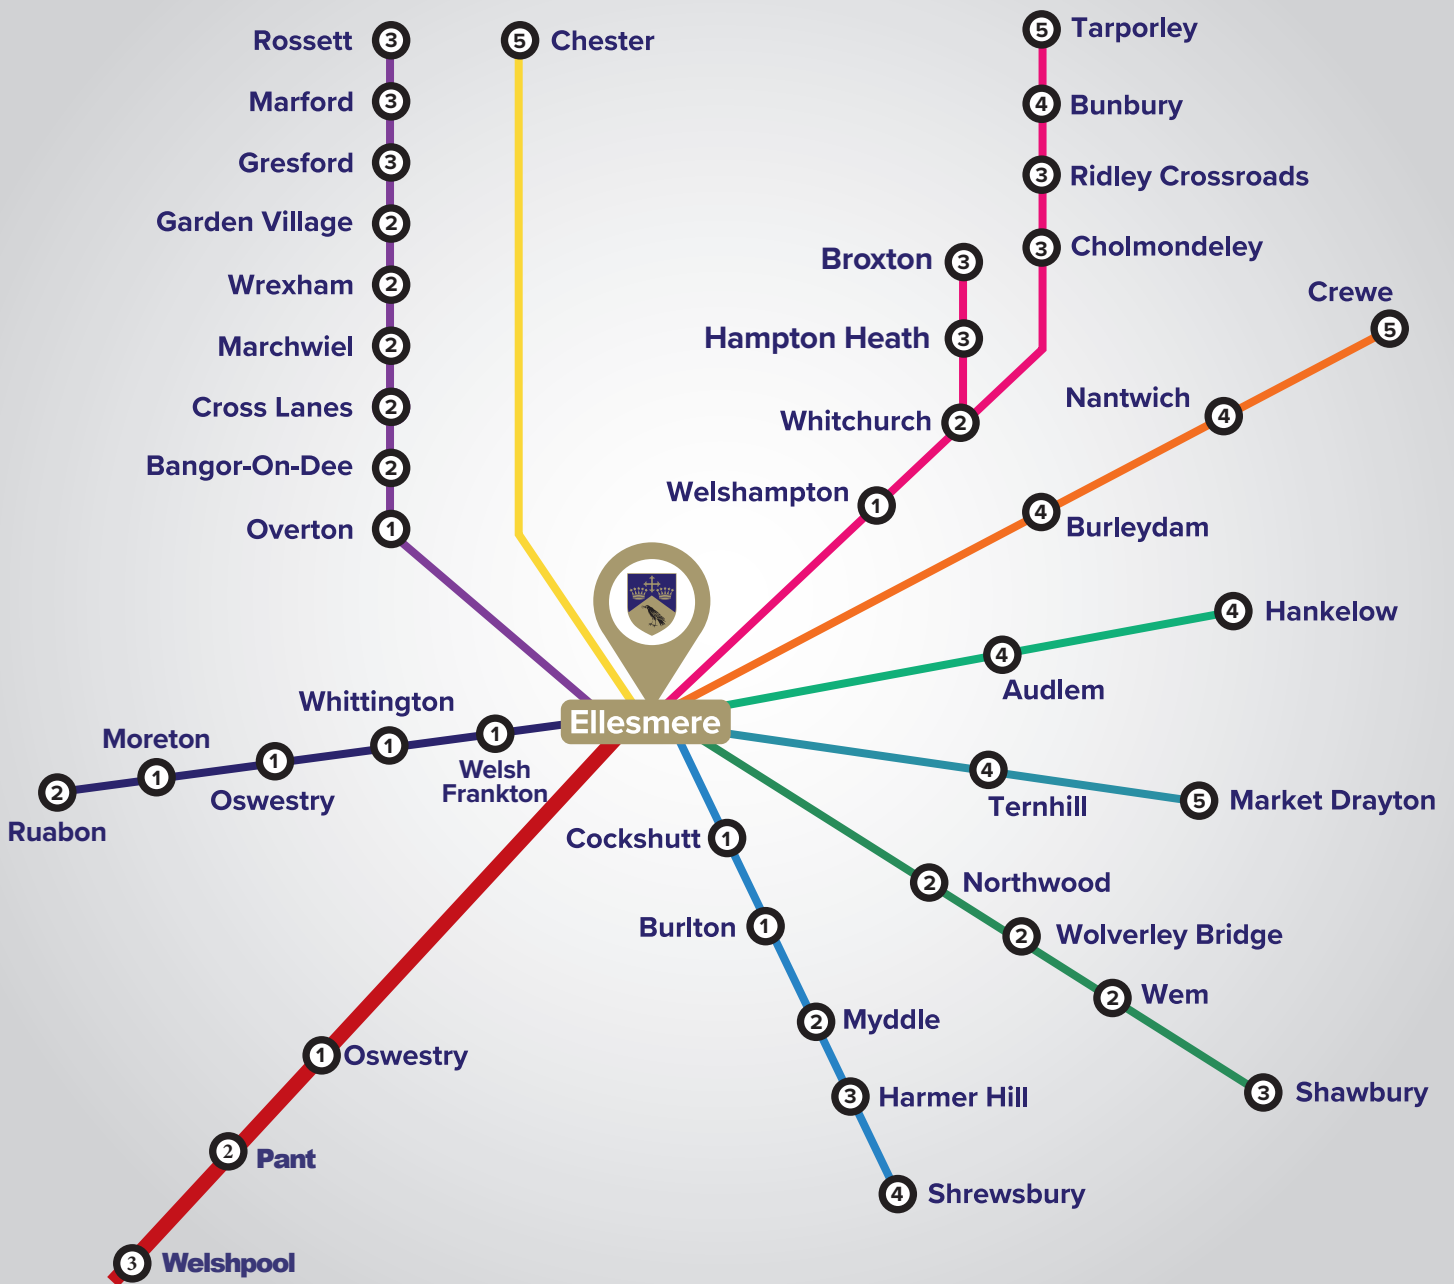 Rossett 3
5 Chester
5 Tarporley
Marford 3
4 Bunbury
Gresford 3
3 Ridley Crossroads
Garden Village 2
3 Cholmondeley
Broxton 3
Wrexham 2
Crewe
5
Hampton Heath 3
Marchwiel 2
Nantwich
4
Cross Lanes 2
Whitchurch 2
Bangor-On-Dee 2
Welshampton 1
4
Burleydam
Overton 1
4 Hankelow
4
Audlem
Whittington
1
Ellesmere
Moreton
1
1
Oswestry
1
Welsh
Frankton
2
Ruabon
4
Ternhill
5 Market Drayton
Cockshutt 1
2 Northwood
Burlton 1
2 Wolverley Bridge
2 Wem
2 Myddle
1 Oswestry
3 Harmer Hill
3 Shawbury
2 Pant
4 Shrewsbury
3 Welshpool